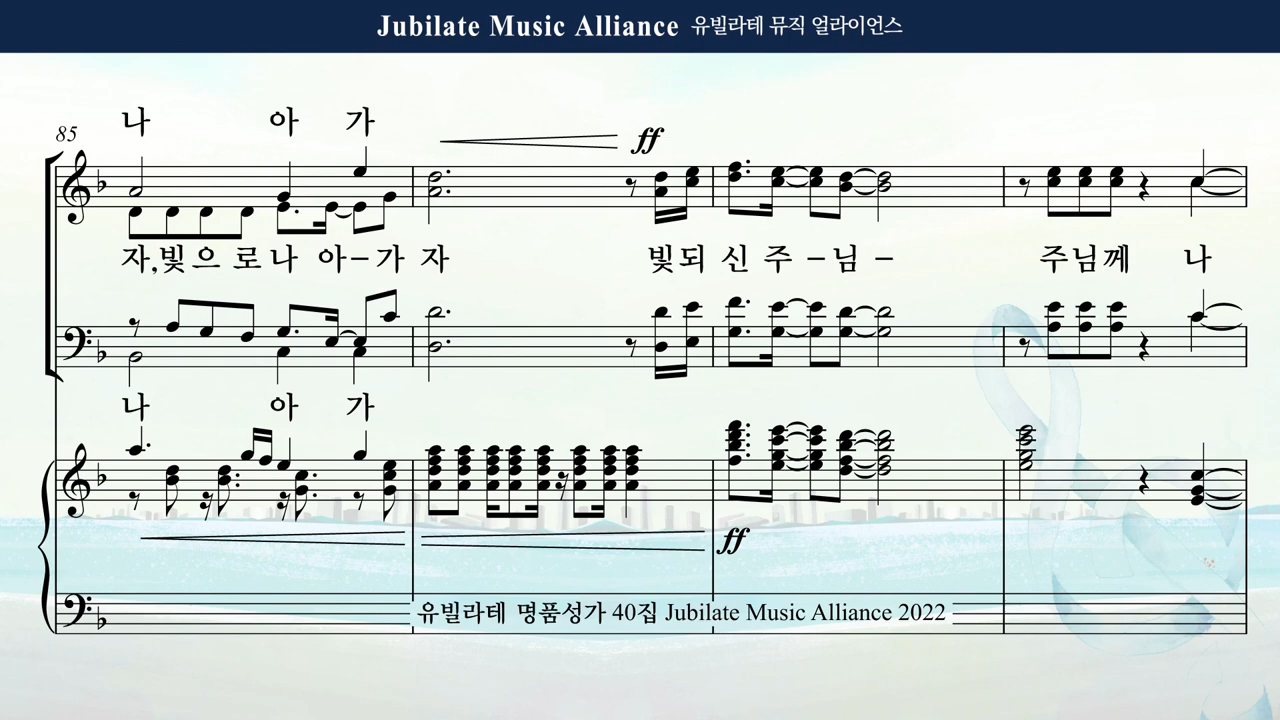 Jubilate Music Alliance 유빌라테 뮤직 얼라이언스
나 아 가
85
ff
자,빛으 로나 아-가 자 빛되 신 주 -님 - 주님께 나
나 아 가
ff
유빌라테 명품성가 40집 Jubilate Music Alliance 2022